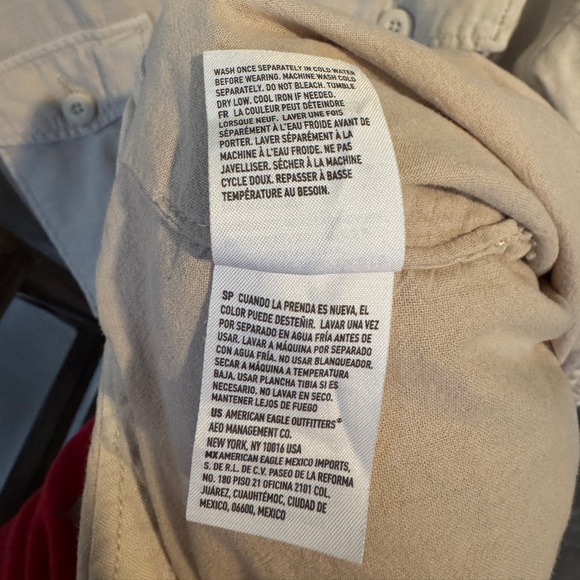 WASH ONCE SEPARATELY IN COLD WATER
BEFORE WEARING. MACHINE WASH COLD
SEPARATELY. DO NOT BLEACH. TUMBLE
DRY LOW. COOL IRON IF NEEDED.
FR LA COULEUR PEUT DÉTEINDRE
LORSQUE NEUF. LAVER UNE FOIS
SÉPARÉMENT À L'EAU FROIDE AVANT DE
PORTER. LAVER SÉPARÉMENT À LA
MACHINE À L'EAU FROIDE. NE PAS
JAVELLISER. SÉCHER À LA MACHINE
CYCLE DOUX. REPASSER À BASSE
TEMPÉRATURE AU BESOIN.
SP CUANDO LA PRENDA ES NUEVA, EL
COLOR PUEDE DESTEÑIR. LAVAR UNA VEZ
POR SEPARADO EN AGUA FRÍA ANTES DE
USAR. LAVAR A MÁQUINA POR SEPARADO
CON AGUA FRÍA. NO USAR BLANQUEADOR.
SECAR A MÁQUINA A TEMPERATURA
BAJA. USAR PLANCHA TIBIA SI ES
NECESARIO. NO LAVAR EN SECO.
MANTENER LEJOS DE FUEGO
US AMERICAN EAGLE OUTFITTERS®
AEO MANAGEMENT CO.
NEW YORK, NY 10016 USA
MX AMERICAN EAGLE MEXICO IMPORTS,
S. DE R.L. DE C.V. PASEO DE LA REFORMA
NO. 180 PISO 21 OFICINA 2101 COL.
JUÁREZ, CUAUHTÉMOC, CIUDAD DE
MEXICO, 06600, MEXICO